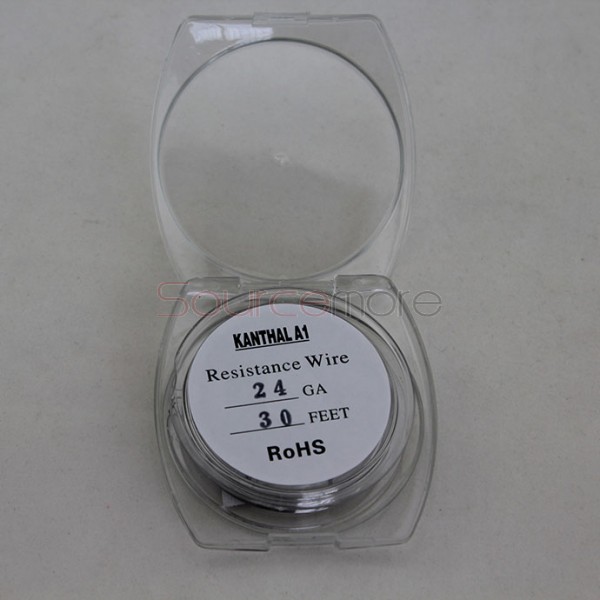 Sourcemore
KANTHAL A1
Resistance Wire
24 GA
30 FEET
RoHS